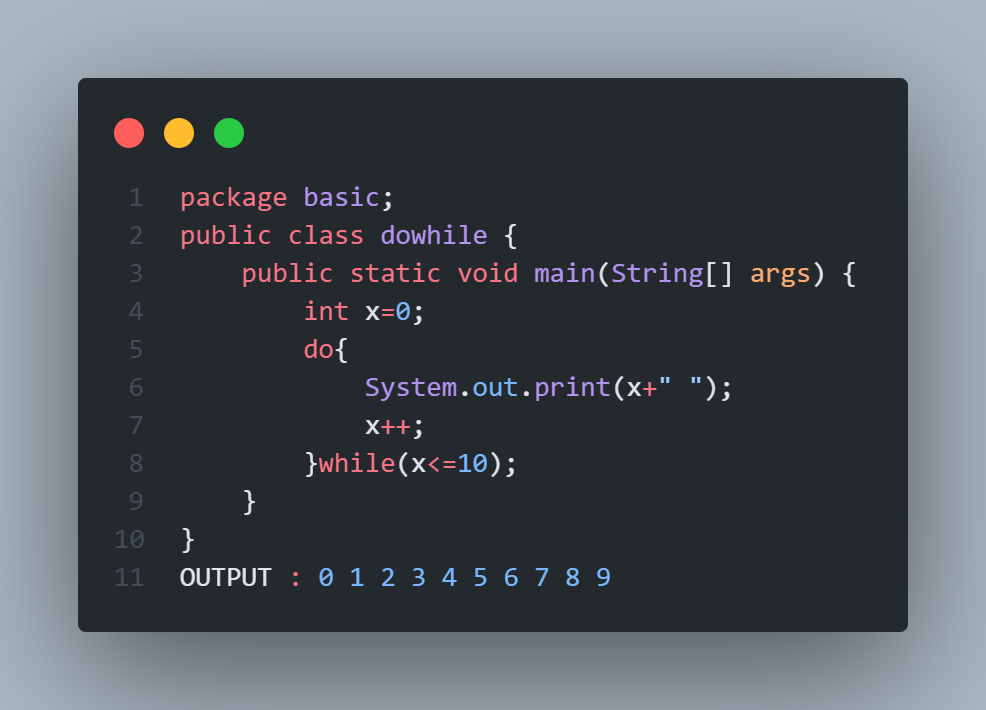 1 package basic;
2 public class dowhile {
3     public static void main(String[] args) {
4         int x=0;
5         do{
6             System.out.print(x+" ");
7             x++;
8         }while(x<=10);
9     }
10 }
11 OUTPUT : 0 1 2 3 4 5 6 7 8 9